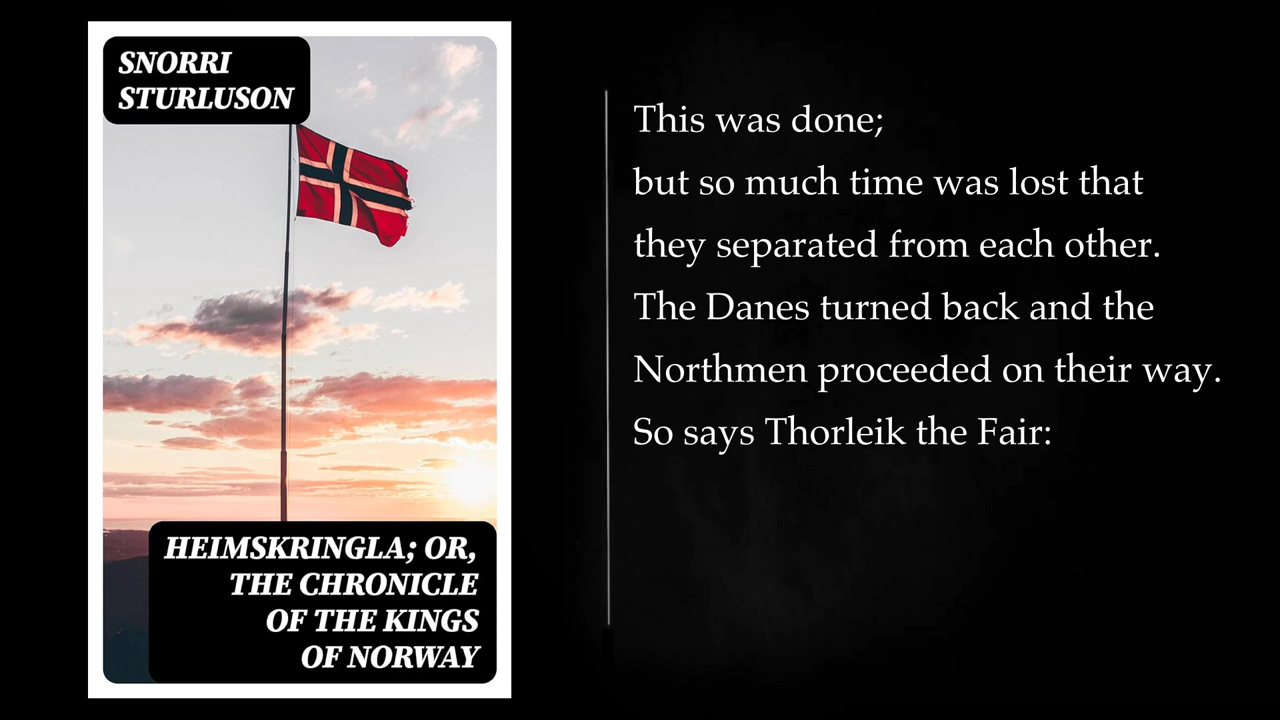 SNORRI
STURLUSON
HEIMSKRINGLA; OR,
THE CHRONICLE
OF THE KINGS
OF NORWAY
This was done;
but so much time was lost that
they separated from each other.
The Danes turned back and the
Northmen proceeded on their way.
So says Thorleik the Fair: